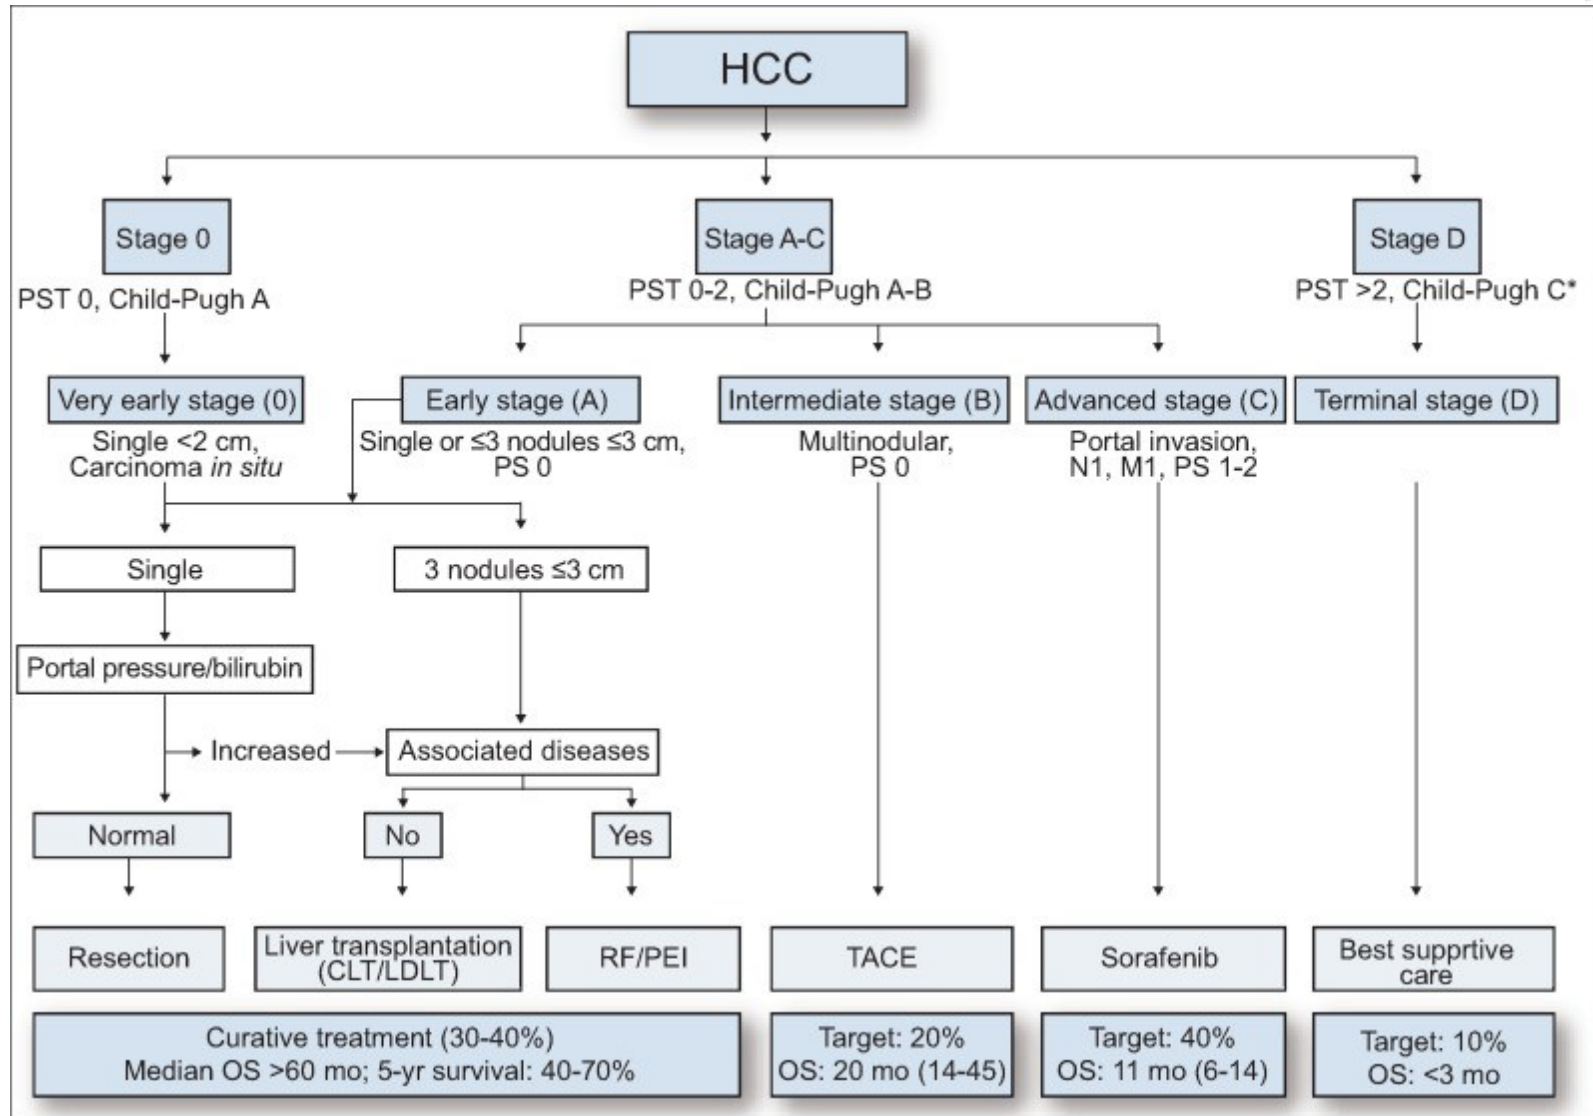 HCC
Stage 0
Stage A-C
Stage D
PST 0, Child-Pugh A
PST 0-2, Child-Pugh A-B
PST >2, Child-Pugh C*
Very early stage (0)
Early stage (A)
Intermediate stage (B)
Advanced stage (C)
Terminal stage (D)
Single <2 cm,
Carcinoma in situ
Single or ≤3 nodules ≤3 cm,
PS 0
Multinodular,
PS 0
Portal invasion,
N1, M1, PS 1-2
Single
3 nodules ≤3 cm
Portal pressure/bilirubin
Increased
Associated diseases
Normal
No
Yes
Resection
Liver transplantation
(CLT/LDLT)
RF/PEI
TACE
Sorafenib
Best supprtive
care
Curative treatment (30-40%)
Median OS >60 mo; 5-yr survival: 40-70%
Target: 20%
OS: 20 mo (14-45)
Target: 40%
OS: 11 mo (6-14)
Target: 10%
OS: <3 mo